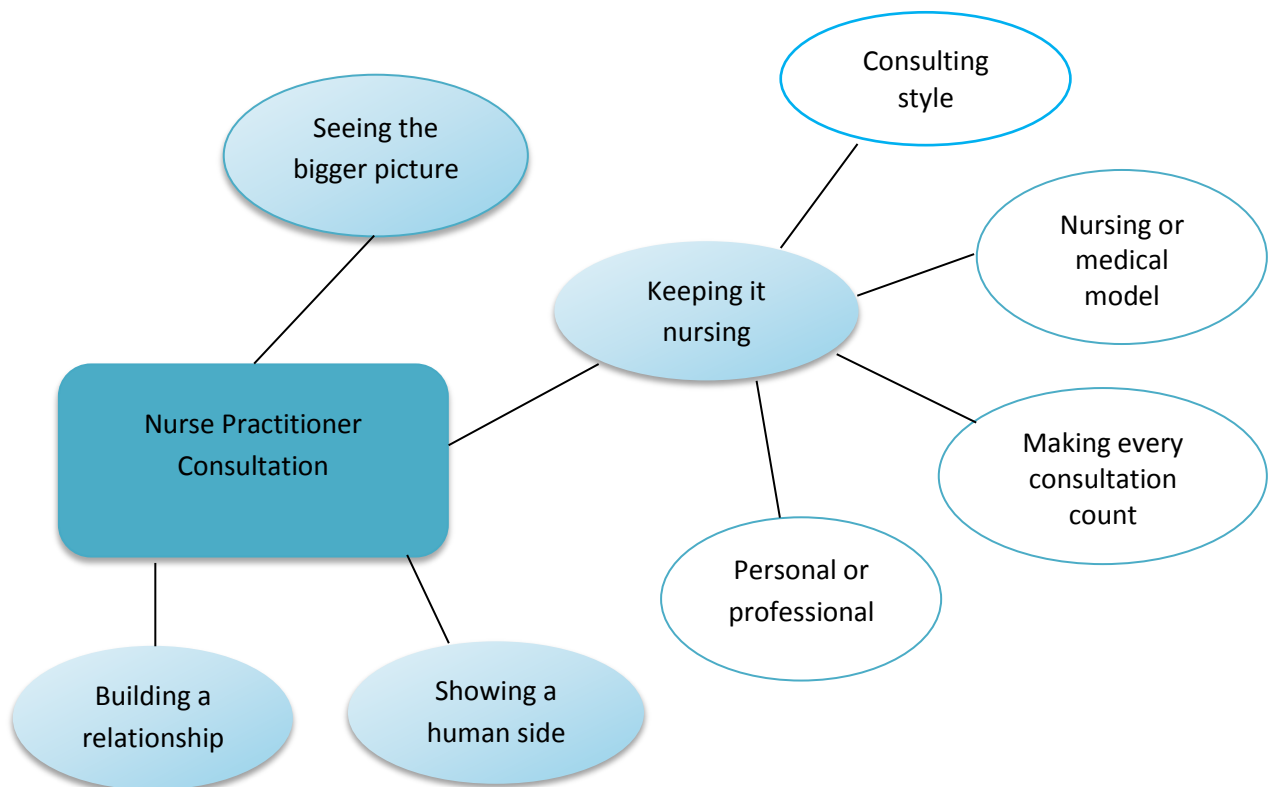 Consulting
style
Seeing the
bigger picture
Nursing or
medical
model
Keeping it
nursing
Nurse Practitioner
Consultation
Making every
consultation
count
Personal or
professional
Building a
relationship
Showing a
human side